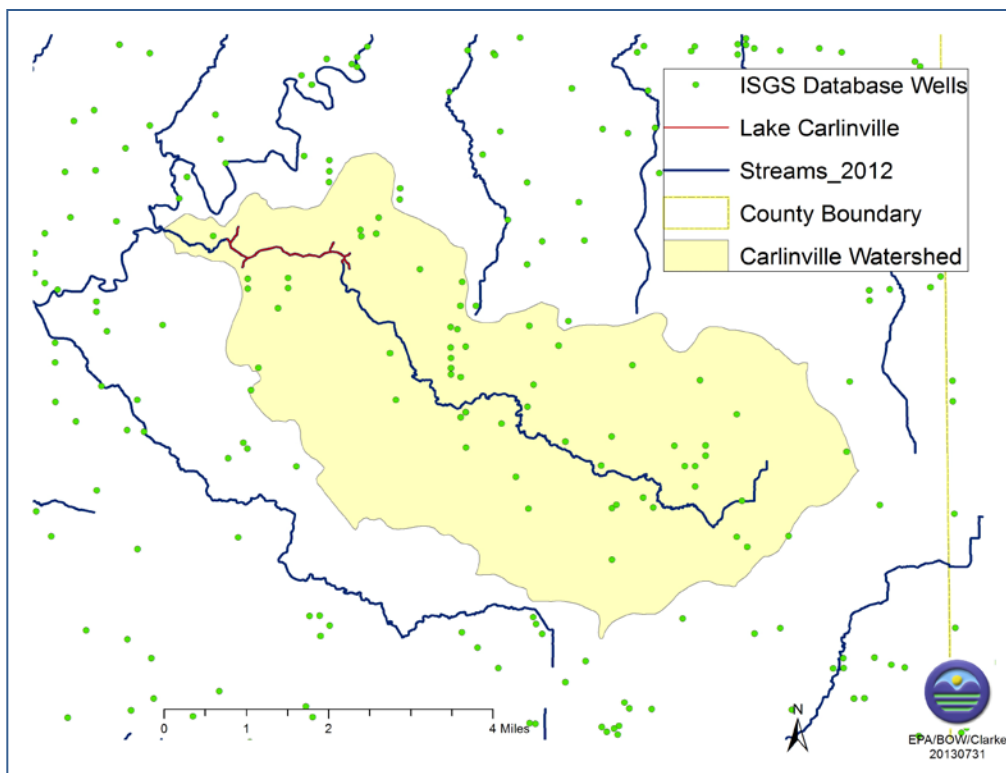 ISGS Database Wells
Lake Carlinville
Streams_2012
County Boundary
Carlinville Watershed
0 1 2 4 Miles
N
EPA/BOW/Clarke
20130731